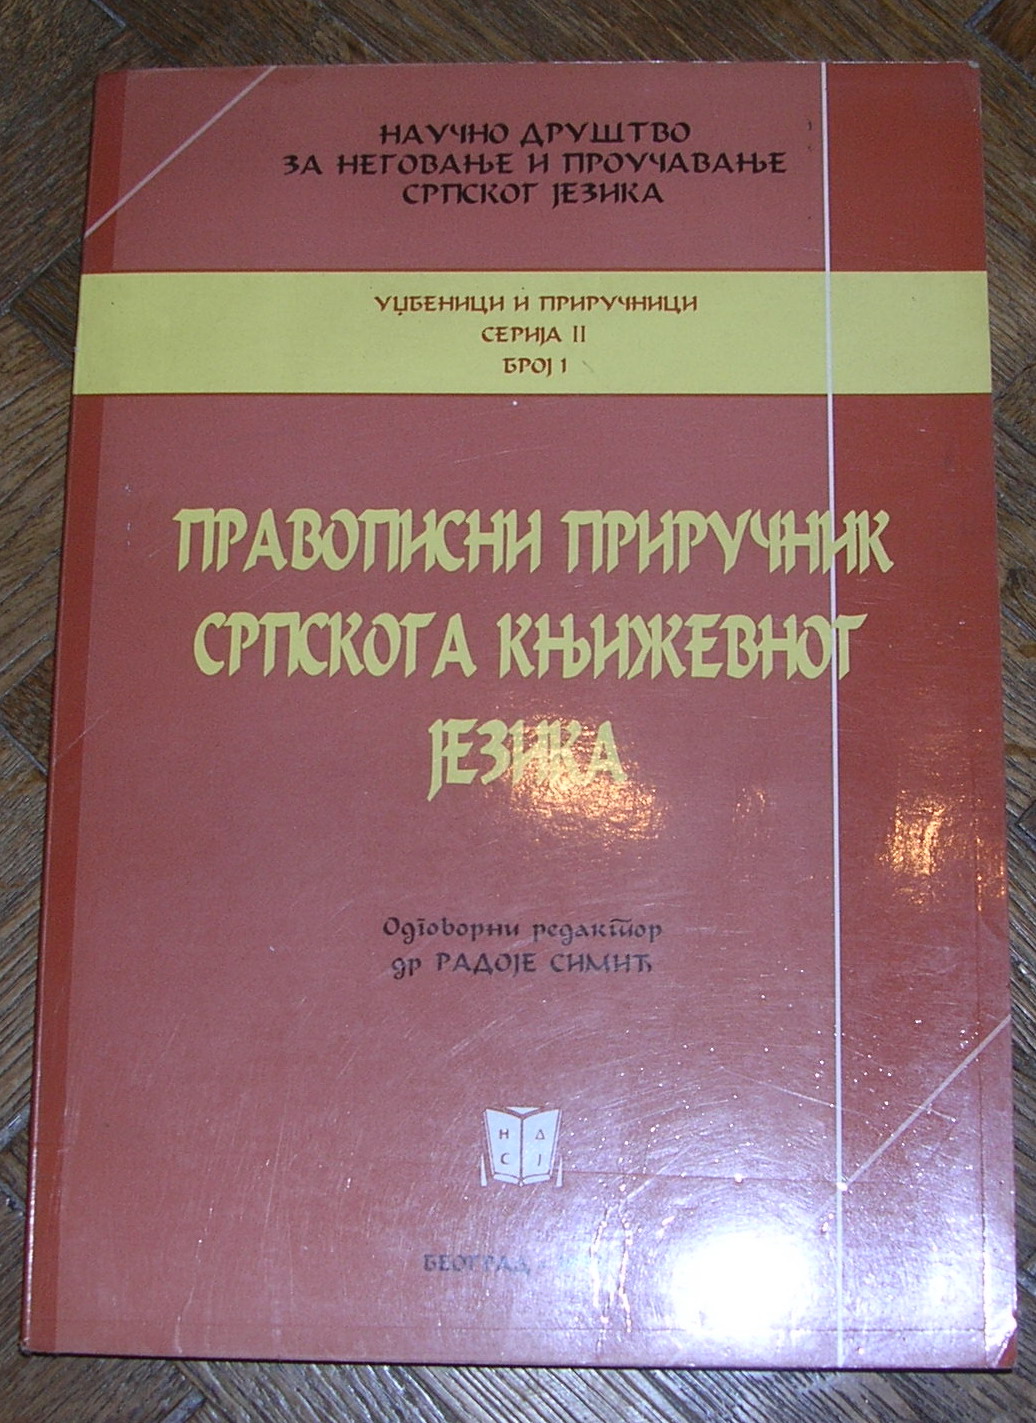 НАУЧНО ДРУШТВО
ЗА НЕГОВАЊЕ И ПРОУЧАВАЊЕ
СРПСКОГ ЈЕЗИКА
УЏБЕНИЦИ И ПРИРУЧНИЦИ
СЕРИЈА II
БРОЈ 1
ПРАВОПИСНИ ПРИРУЧНИК
СРПСКОГА КЊИЖЕВНОГ
ЈЕЗИКА
Одговорни редактор
др РАДОЈЕ СИМИЋ
Н Д
С Ј
БЕОГРАД